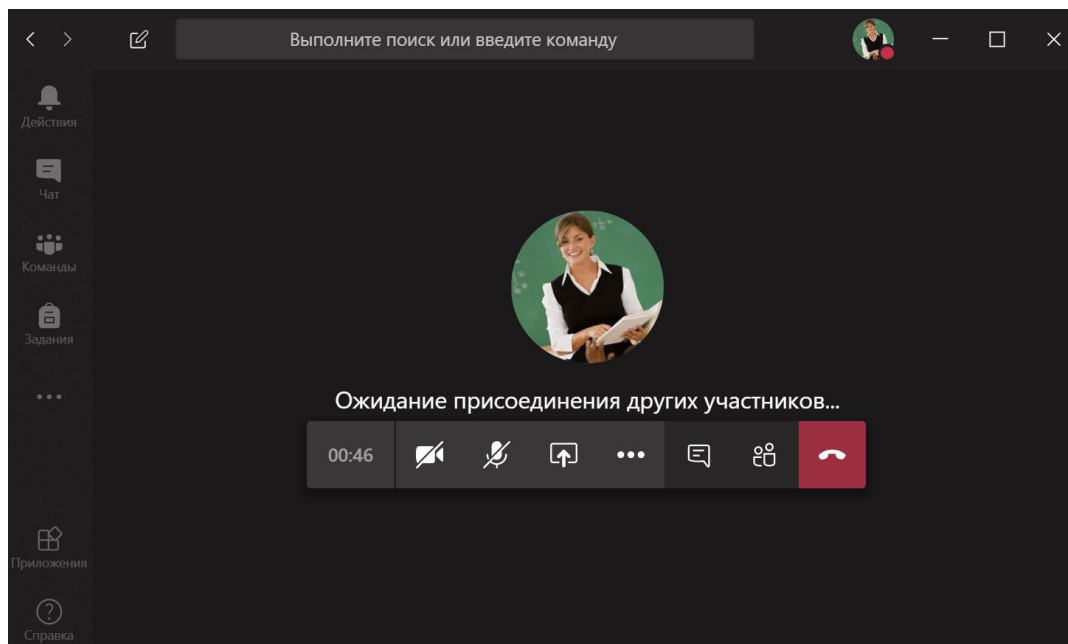 Выполните поиск или введите команду
Действия
Чат
Команды
Задания
Ожидание присоединения других участников...
00:46
Приложения
Справка